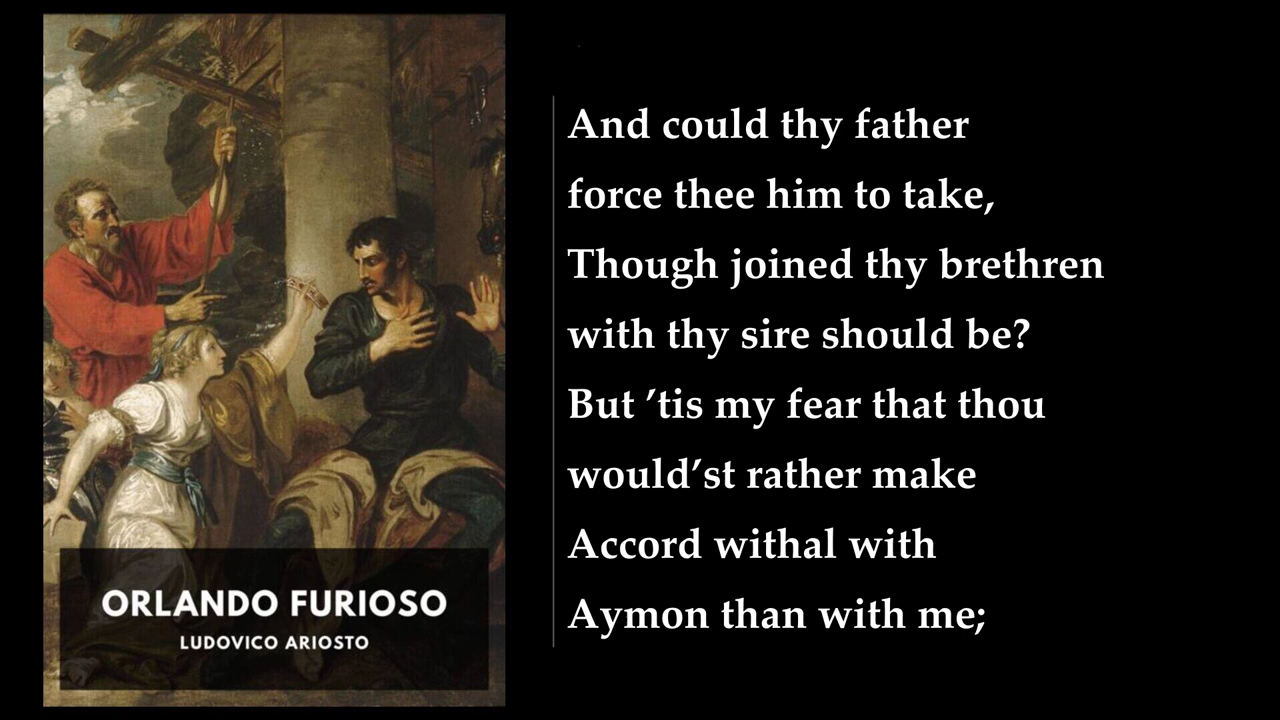 ORLANDO FURIOSO
LUDOVICO ARIOSTO
And could thy father
force thee him to take,
Though joined thy brethren
with thy sire should be?
But ’tis my fear that thou
would’st rather make
Accord withal with
Aymon than with me;